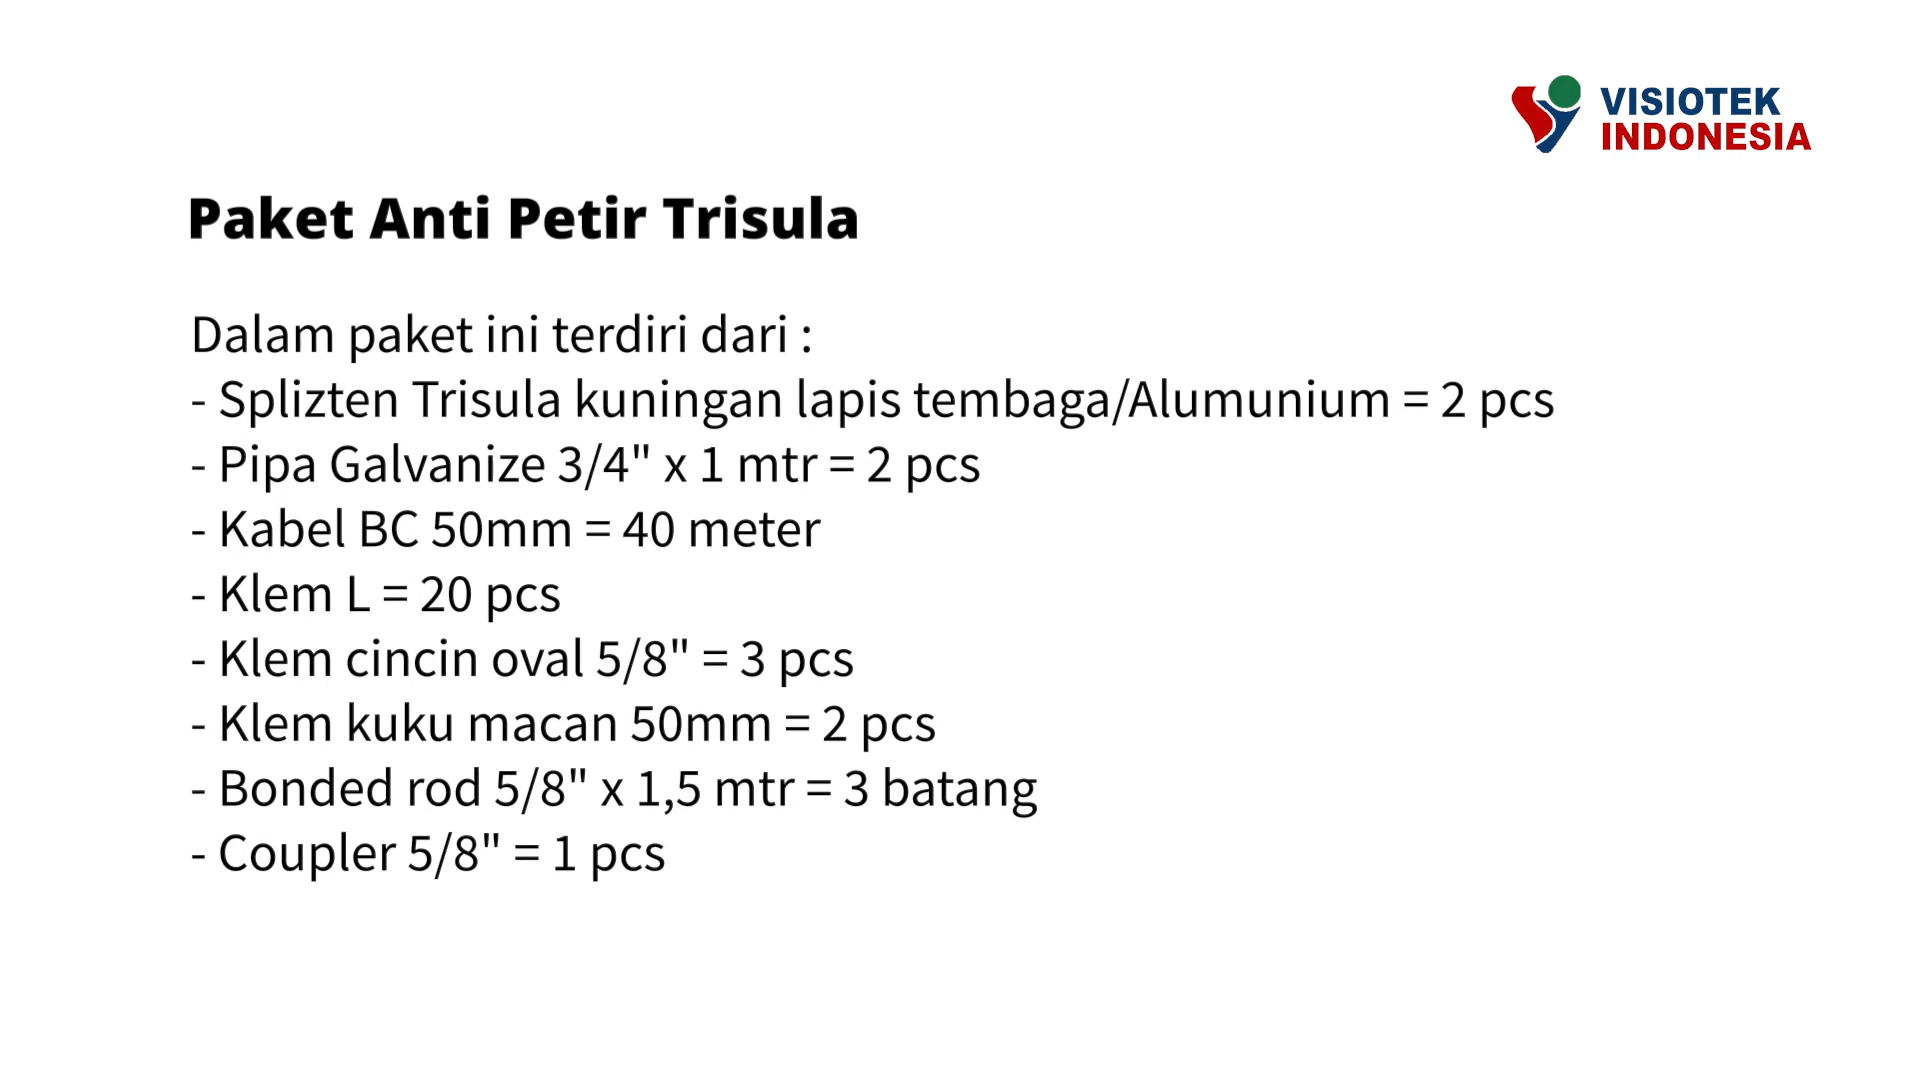 VISIOTEK
INDONESIA
Paket Anti Petir Trisula
Dalam paket ini terdiri dari :
- Splizten Trisula kuningan lapis tembaga/Alumunium = 2 pcs
- Pipa Galvanize 3/4" x 1 mtr = 2 pcs
- Kabel BC 50mm = 40 meter
- Klem L = 20 pcs
- Klem cincin oval 5/8" = 3 pcs
- Klem kuku macan 50mm = 2 pcs
- Bonded rod 5/8" x 1,5 mtr = 3 batang
- Coupler 5/8" = 1 pcs